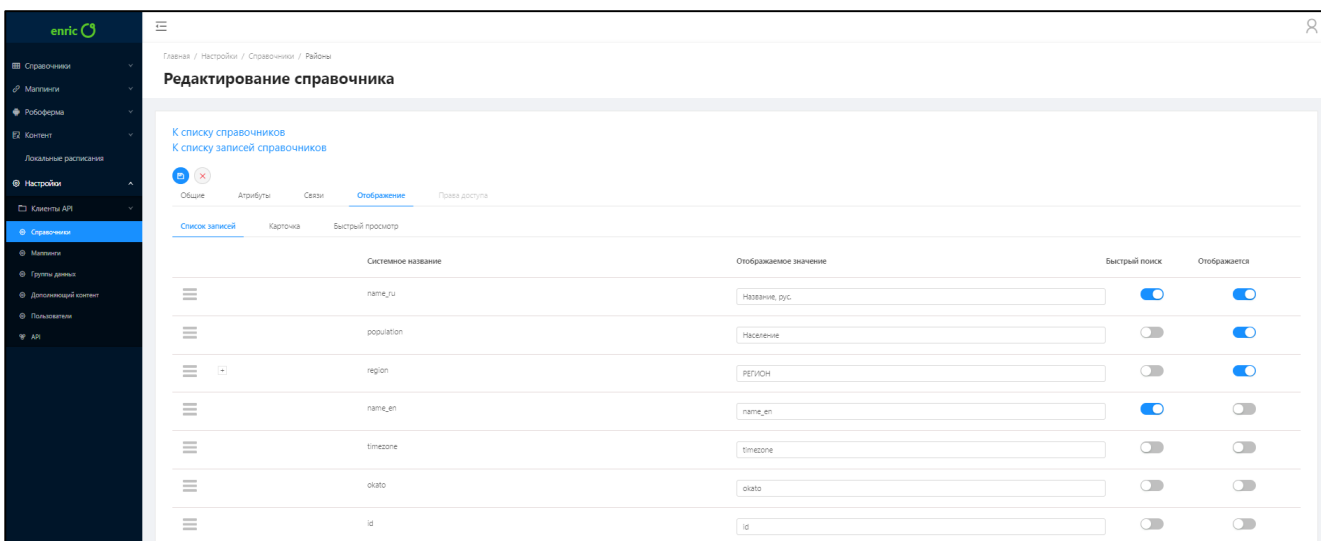 enric
Справочники
Маппинги
Робоферма
Контент
Локальные расписания
Настройки
Клиенты API
Справочники
Маппинги
Группы данных
Дополняющий контент
Пользователи
API
Главная / Настройки / Справочники / Районы
Редактирование справочника
К списку справочников
К списку записей справочников
Общие Атрибуты Связи Отображение Права доступа
Список записей Карточка Быстрый просмотр
Системное название Отображаемое значение Быстрый поиск Отображается
name_ru Название, рус.
population Население
region РЕГИОН
name_en name_en
timezone timezone
okato okato
id id